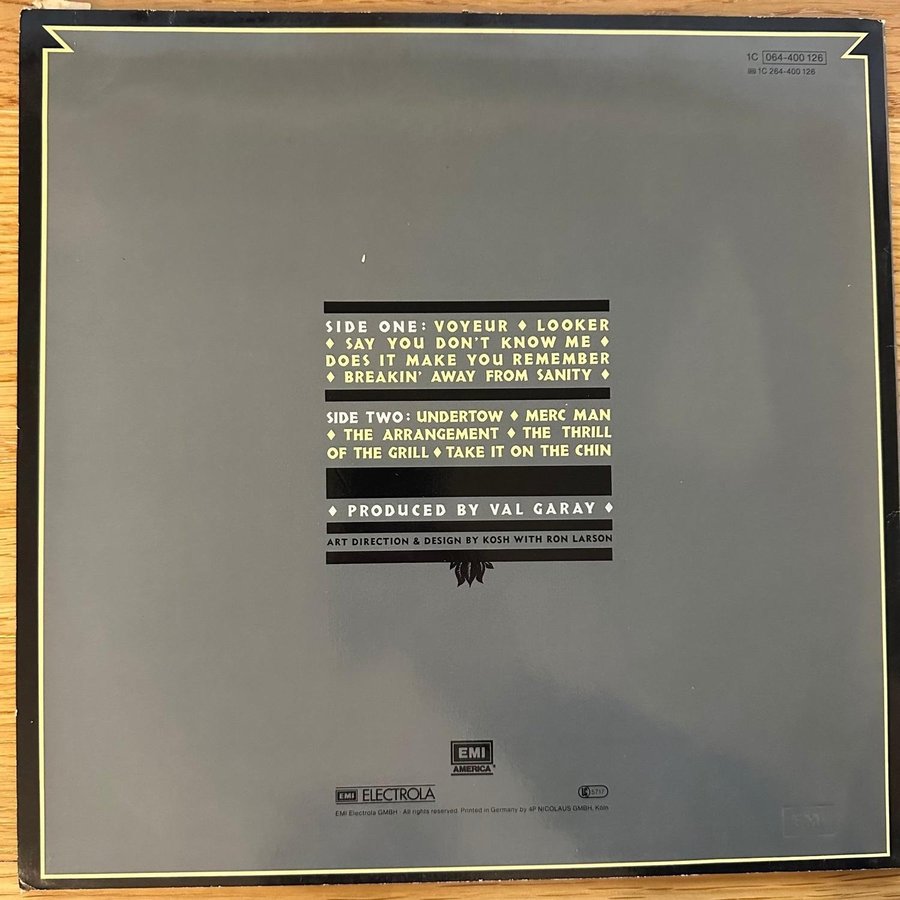 1C 064-400 126
1C 264-400 126
SIDE ONE: VOYEUR ♦ LOOKER
♦ SAY YOU DON'T KNOW ME ♦
DOES IT MAKE YOU REMEMBER
♦ BREAKIN' AWAY FROM SANITY ♦
SIDE TWO: UNDERTOW ♦ MERC MAN
♦ THE ARRANGEMENT ♦ THE THRILL
OF THE GRILL ♦ TAKE IT ON THE CHIN
♦ PRODUCED BY VAL GARAY ♦
ART DIRECTION & DESIGN BY KOSH WITH RON LARSON
EMI
AMERICA
EMI ELECTROLA
LC 5717
EMI Electrola GMBH · All rights reserved. Printed in Germany by 4P NICOLAUS GMBH, Köln
EMI